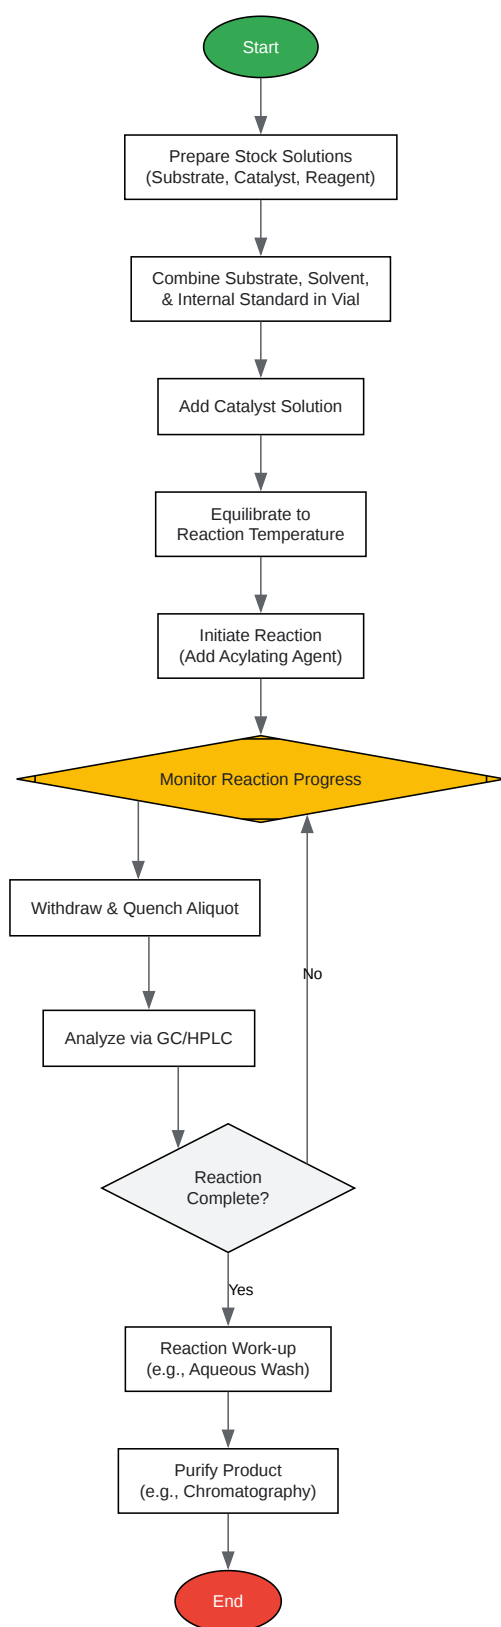 Start
Prepare Stock Solutions
(Substrate, Catalyst, Reagent)
Combine Substrate, Solvent,
& Internal Standard in Vial
Add Catalyst Solution
Equilibrate to
Reaction Temperature
Initiate Reaction
(Add Acylating Agent)
Monitor Reaction Progress
Withdraw & Quench Aliquot
No
Analyze via GC/HPLC
Reaction
Complete?
Yes
Reaction Work-up
(e.g., Aqueous Wash)
Purify Product
(e.g., Chromatography)
End